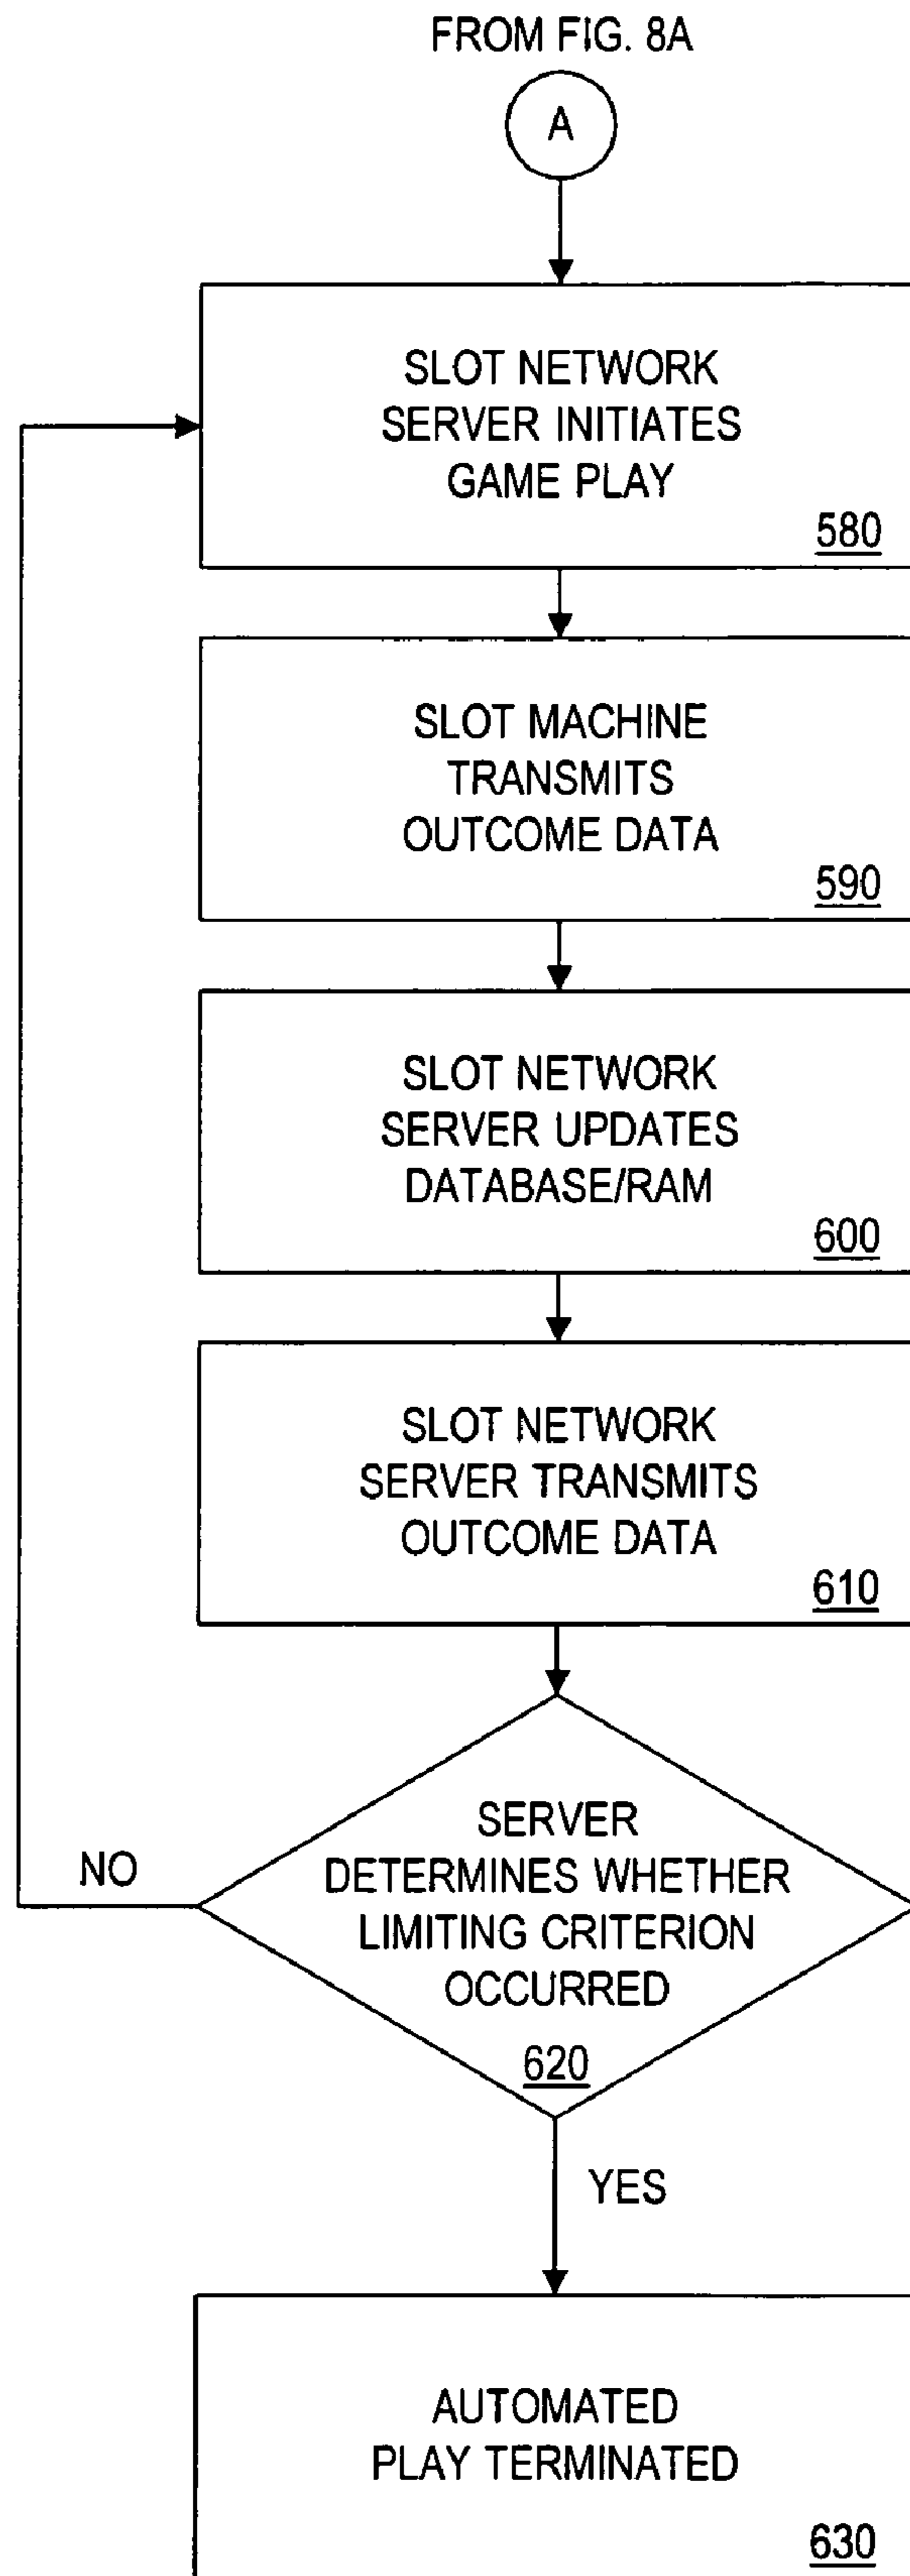 FROM FIG. 8A
A
SLOT NETWORK
SERVER INITIATES
GAME PLAY
580
SLOT MACHINE
TRANSMITS
OUTCOME DATA
590
SLOT NETWORK
SERVER UPDATES
DATABASE/RAM
600
SLOT NETWORK
SERVER TRANSMITS
OUTCOME DATA
610
SERVER
DETERMINES WHETHER
LIMITING CRITERION
OCCURRED
620
NO
YES
AUTOMATED
PLAY TERMINATED
630